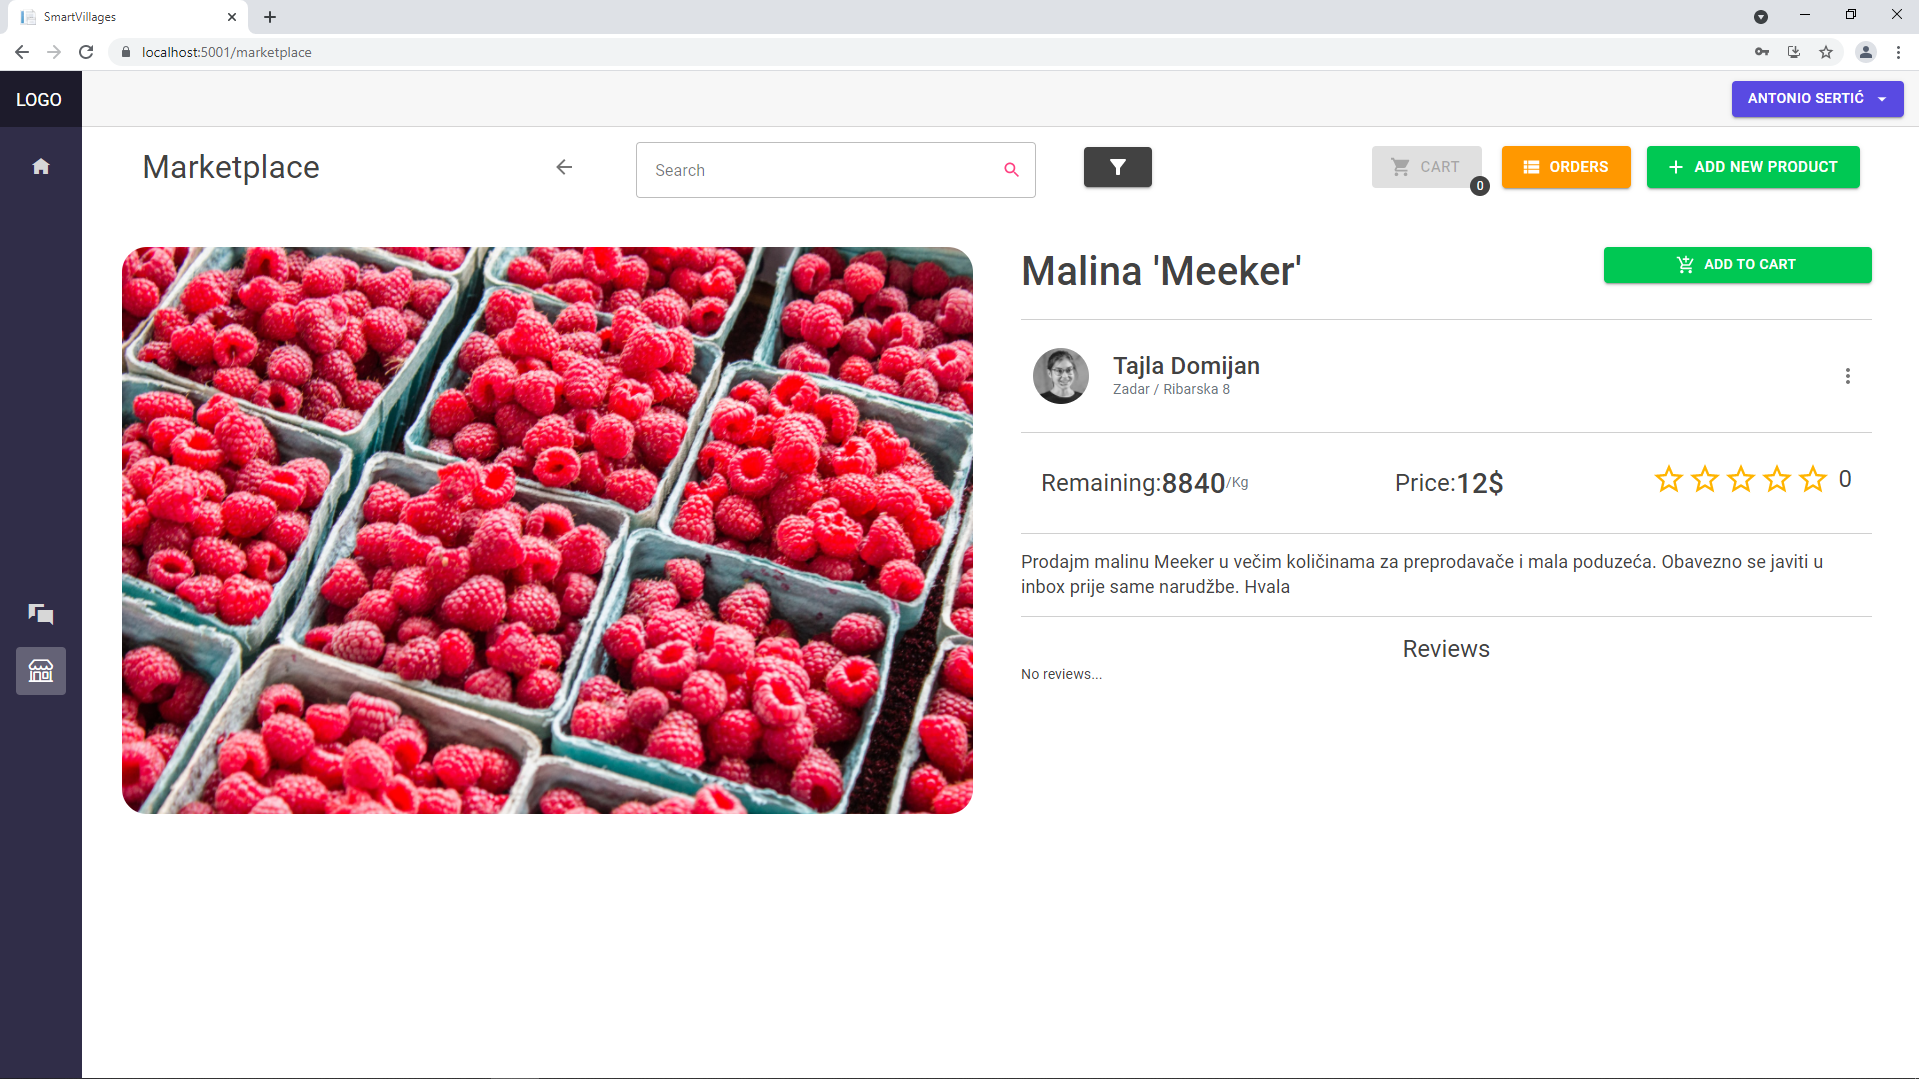 SmartVillages
localhost:5001/marketplace
LOGO
ANTONIO SERTIĆ
Marketplace
Search
CART
0
ORDERS
ADD NEW PRODUCT
Malina 'Meeker'
ADD TO CART
Tajla Domijan
Zadar / Ribarska 8
Remaining:8840/Kg
Price:12$
0
Prodajm malinu Meeker u večim količinama za preprodavače i mala poduzeća. Obavezno se javiti u
inbox prije same narudžbe. Hvala
Reviews
No reviews...